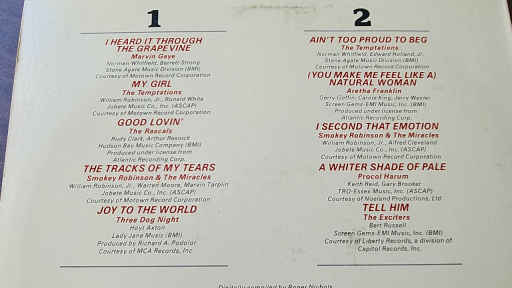 1
I HEARD IT THROUGH
THE GRAPEVINE
Marvin Gaye
Norman Whitfield, Barrett Strong
Stone Agate Music Division (BMI)
Courtesy of Motown Record Corporation
MY GIRL
The Temptations
William Robinson, Jr., Ronald White
Jobete Music Co., Inc. (ASCAP)
Courtesy of Motown Record Corporation
GOOD LOVIN'
The Rascals
Rudy Clark, Arthur Resnick
Hudson Bay Music Company (BMI)
Produced under license from
Atlantic Recording Corp.
THE TRACKS OF MY TEARS
Smokey Robinson & The Miracles
William Robinson, Jr., Warren Moore, Marvin Tarplin
Jobete Music Co., Inc. (ASCAP)
Courtesy of Motown Record Corporation
JOY TO THE WORLD
Three Dog Night
Hoyt Axton
Lady Jane Music (BMI)
Produced by Richard A. Podolor
Courtesy of MCA Records, Inc
2
AIN'T TOO PROUD TO BEG
The Temptations
Norman Whitfield, Edward Holland, Jr.
Stone Agate Music Division (BMI)
Courtesy of Motown Record Corporation
(YOU MAKE ME FEEL LIKE A)
NATURAL WOMAN
Aretha Franklin
Gerry Goffin, Carole King, Jerry Wexler
Screen Gems-EMI Music, Inc. (BMI)
Produced under license from
Atlantic Recording Corp.
I SECOND THAT EMOTION
Smokey Robinson & The Miracles
William Robinson, Jr., Alfred Cleveland
Jobete Music Co., Inc. (ASCAP)
Courtesy of Motown Record Corporation
A WHITER SHADE OF PALE
Procol Harum
Keith Reid, Gary Brooker
TRO-Essex Music, Inc. (ASCAP)
Courtesy of Noeland Productions, Ltd
TELL HIM
The Exciters
Bert Russell
Screen Gems-EMI Music, Inc. (BMI)
Courtesy of Liberty Records, a division of
Capitol Records, Inc.
Digitally compiled by Roger Nichols